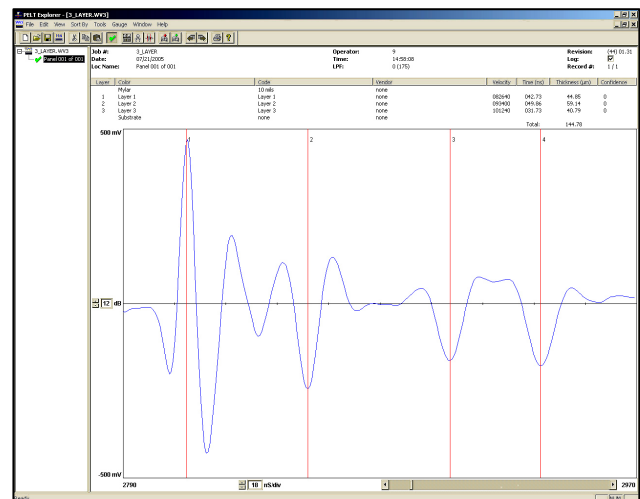 PELT Explorer - [3_LAYER.WV3]
File Edit View Sort By Tools Gauge Window Help
3_LAYER.WV3
Panel 001 of 001
Job #: 3_LAYER Operator: 9 Revision: (44) 01.31
Date: 07/21/2005 Time: 14:58:08 Log:
Loc Name: Panel 001 of 001 LPF: 0 (175) Record #: 1 / 1
Layer Color Code Vendor Velocity Time (ns) Thickness (µm) Confidence
Mylar 10 mils none
1 Layer 1 Layer 1 none 082640 042.73 44.85 0
2 Layer 2 Layer 2 none 093400 049.86 59.14 0
3 Layer 3 Layer 3 none 101240 031.73 40.79 0
Substrate none none
Total: 144.78
500 mV
1 2 3 4
12 dB
-500 mV
2790 18 nS/div 2970
Ready